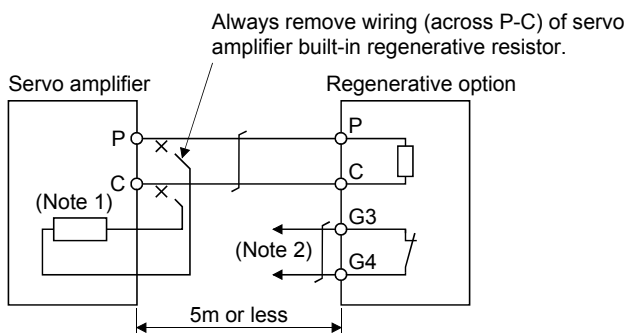 Always remove wiring (across P-C) of servo
amplifier built-in regenerative resistor.
Servo amplifier
Regenerative option
P
P
C
C
(Note 1)
G3
(Note 2)
G4
5m or less